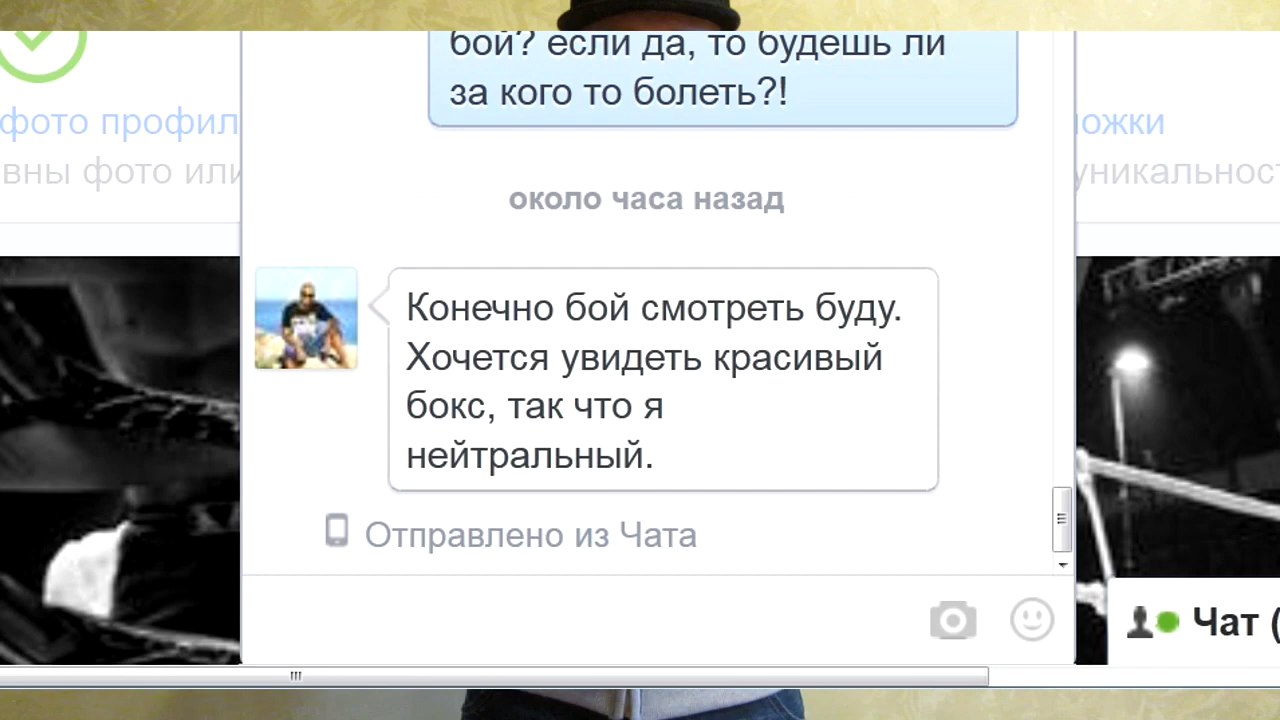 бой? если да, то будешь ли
за кого то болеть?!
фото профил
ожки
вны фото или
уникальнос
около часа назад
Конечно бой смотреть буду.
Хочется увидеть красивый
бокс, так что я
нейтральный.
Отправлено из Чата
Чат (